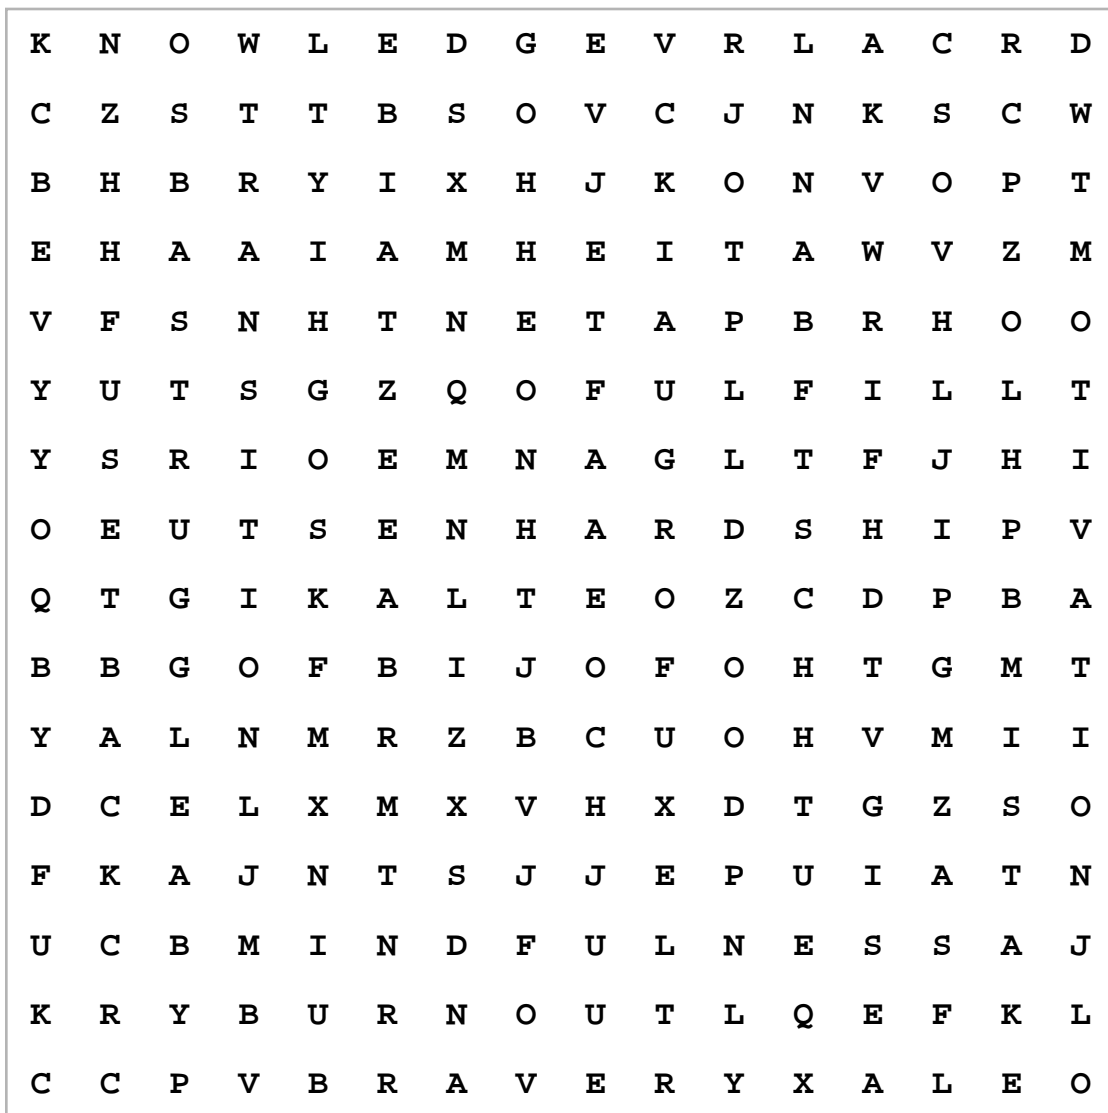 K N O W L E D G E V R L A C R D
C Z S T T B S O V C J N K S C W
B H B R Y I X H J K O N V O P T
E H A A I A M H E I T A W V Z M
V F S N H T N E T A P B R H O O
Y U T S G Z Q O F U L F I L L T
Y S R I O E M N A G L T F J H I
O E U T S E N H A R D S H I P V
Q T G I K A L T E O Z C D P B A
B B G O F B I J O F O H T G M T
Y A L N M R Z B C U O H V M I I
D C E L X M X V H X D T G Z S O
F K A J N T S J J E P U I A T N
U C B M I N D F U L N E S S A J
K R Y B U R N O U T L Q E F K L
C C P V B R A V E R Y X A L E O